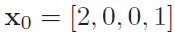 x₀ = [2, 0, 0, 1]